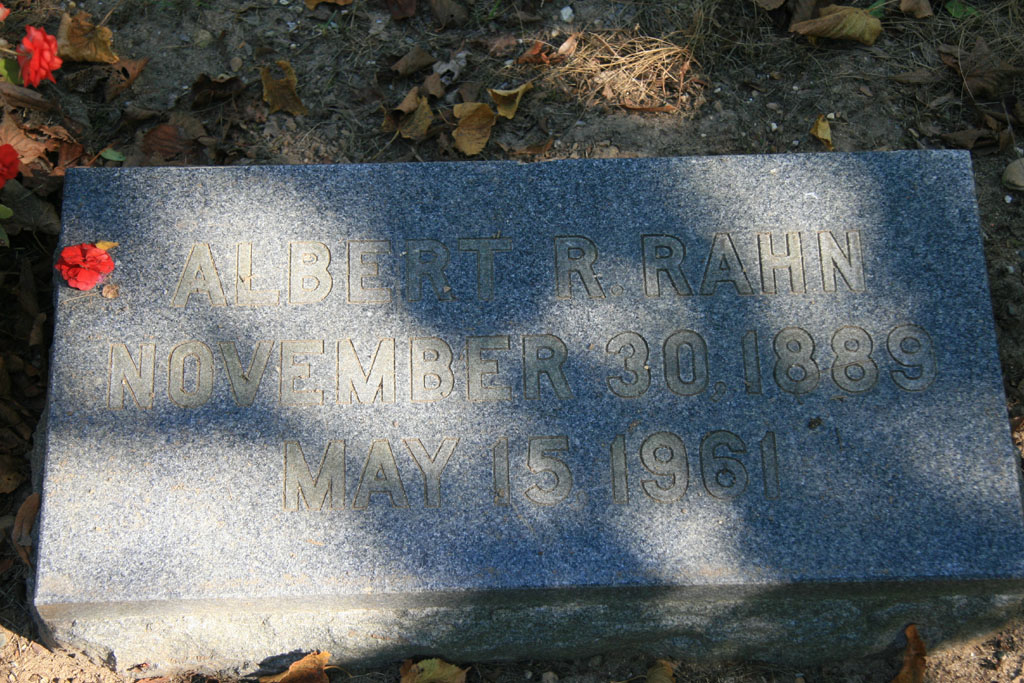 ALBERT R. RAHN
NOVEMBER 30, 1889
MAY 15, 1961